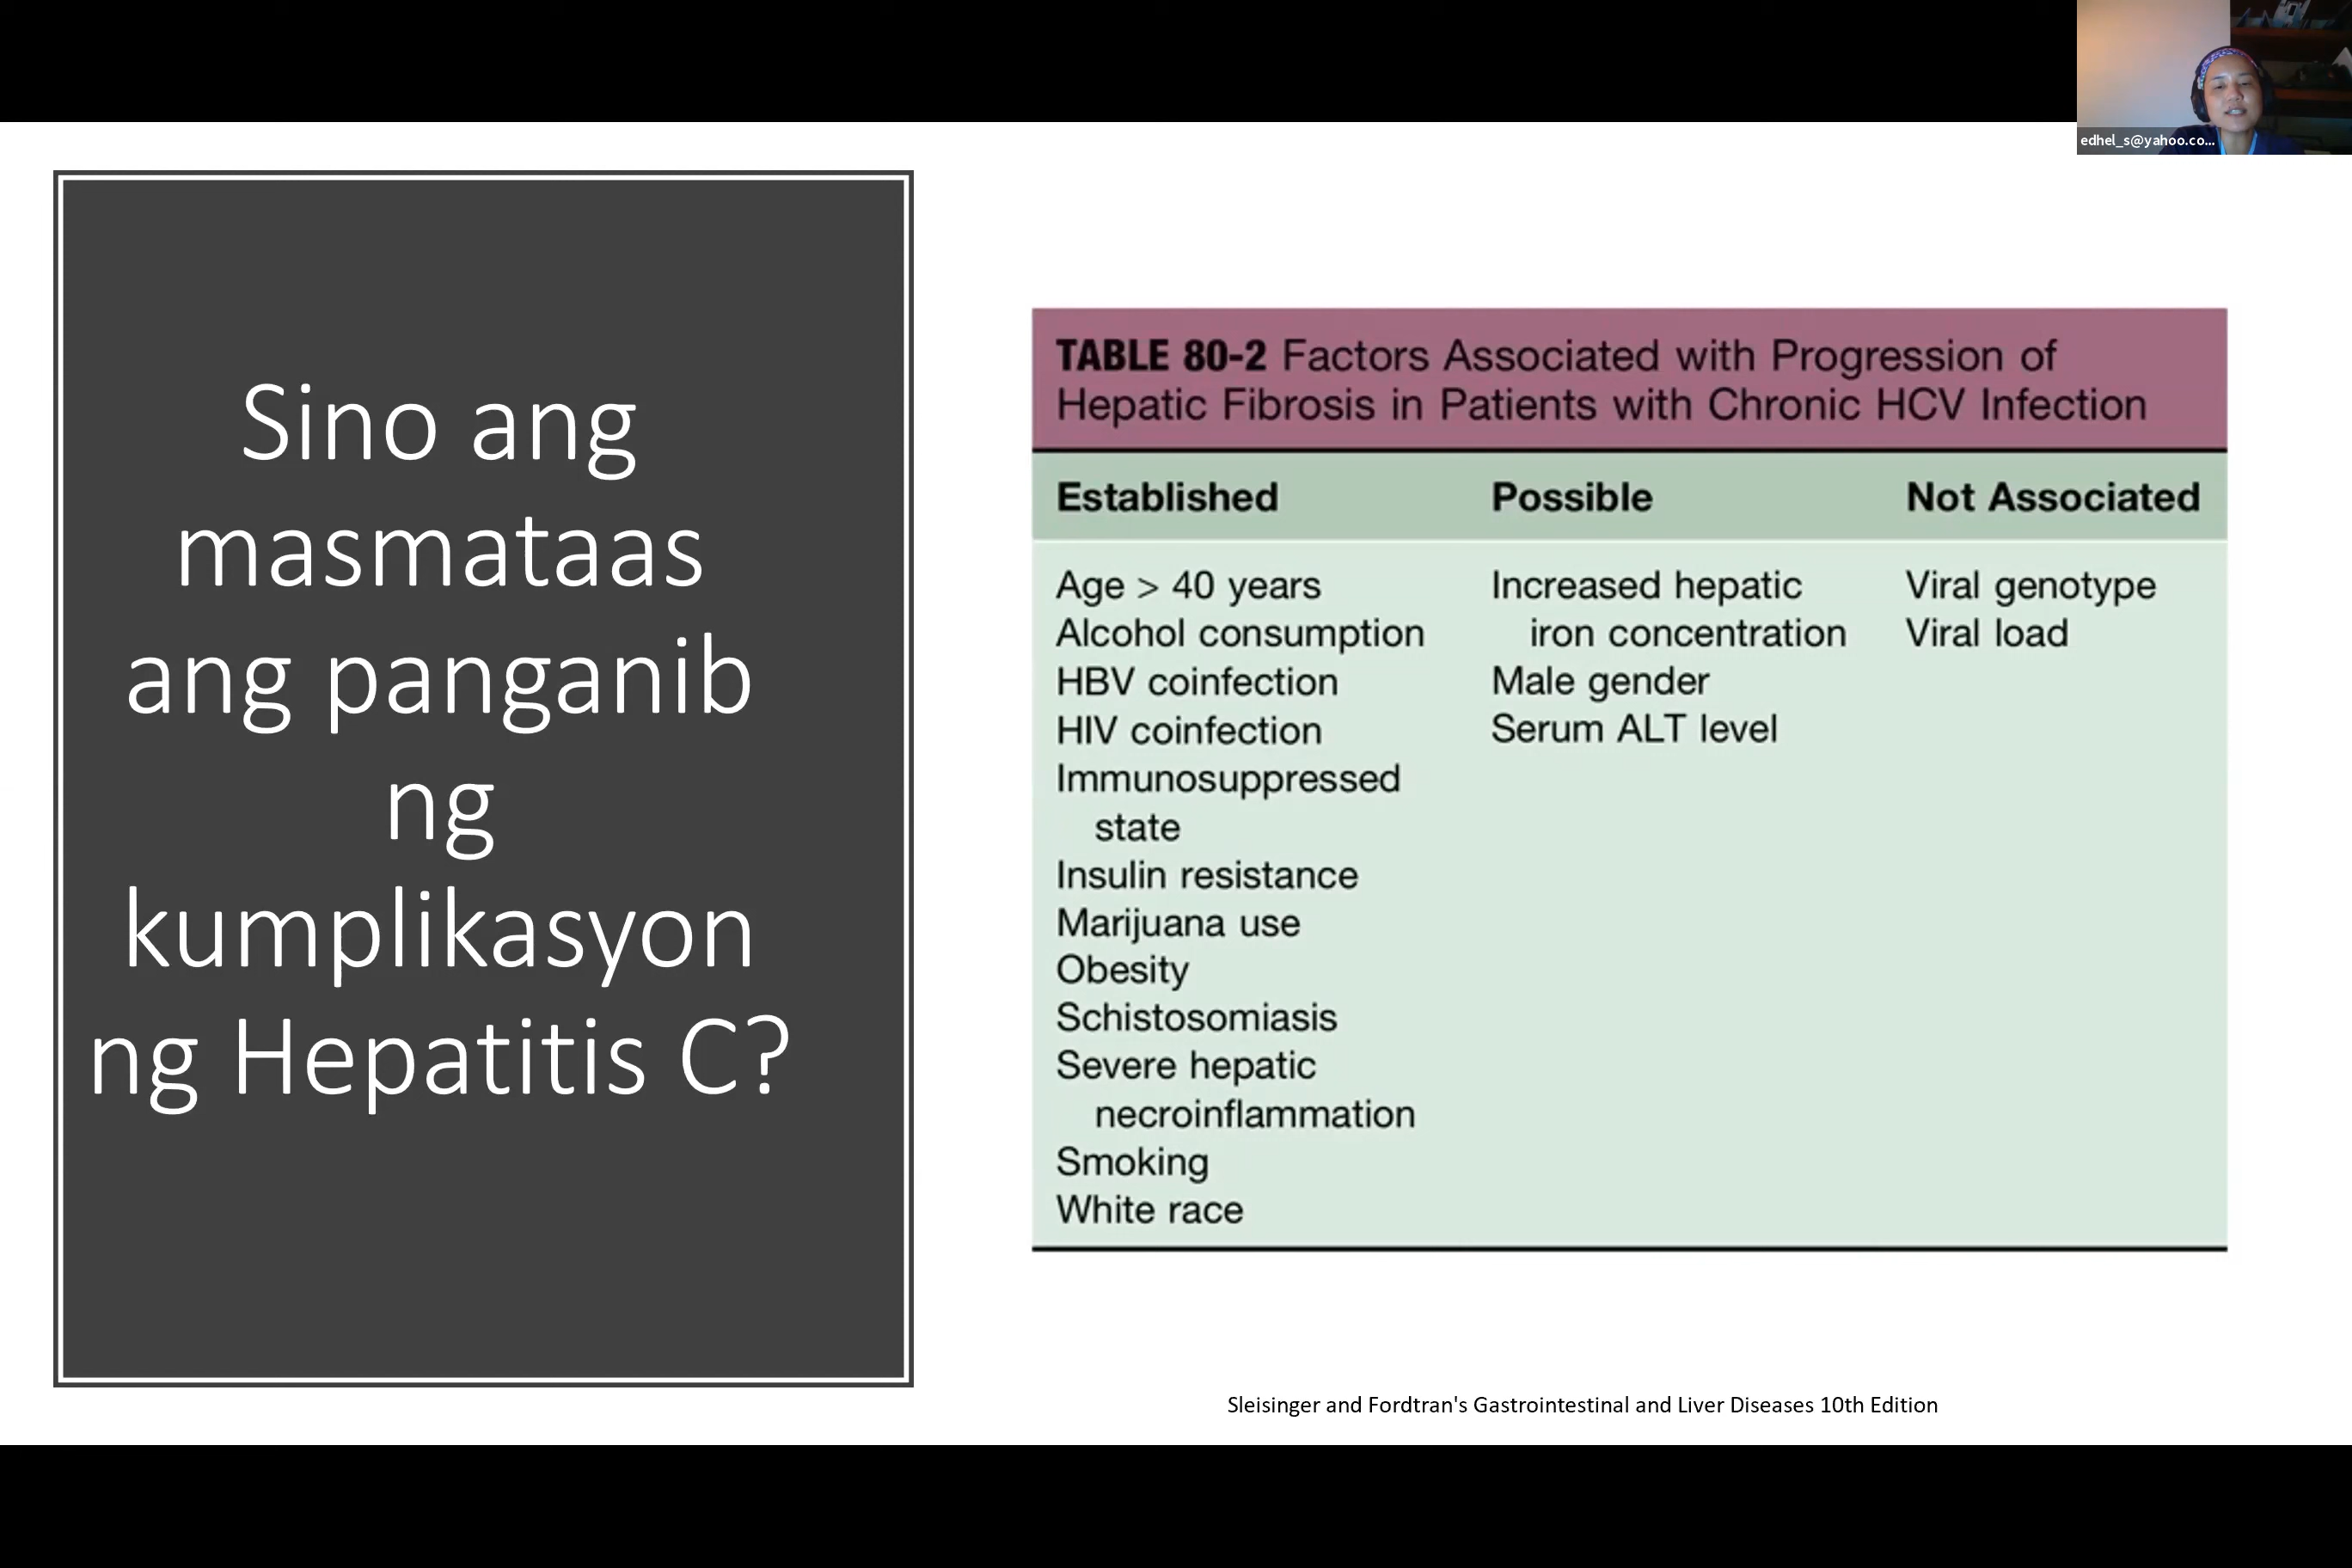 edhel_s@yahoo.co...
Sino ang
masmataas
ang panganib
ng
kumplikasyon
ng Hepatitis C?
TABLE 80-2 Factors Associated with Progression of
Hepatic Fibrosis in Patients with Chronic HCV Infection
Established Possible Not Associated
Age > 40 years Increased hepatic Viral genotype
Alcohol consumption iron concentration Viral load
HBV coinfection Male gender
HIV coinfection Serum ALT level
Immunosuppressed
state
Insulin resistance
Marijuana use
Obesity
Schistosomiasis
Severe hepatic
necroinflammation
Smoking
White race
Sleisinger and Fordtran's Gastrointestinal and Liver Diseases 10th Edition